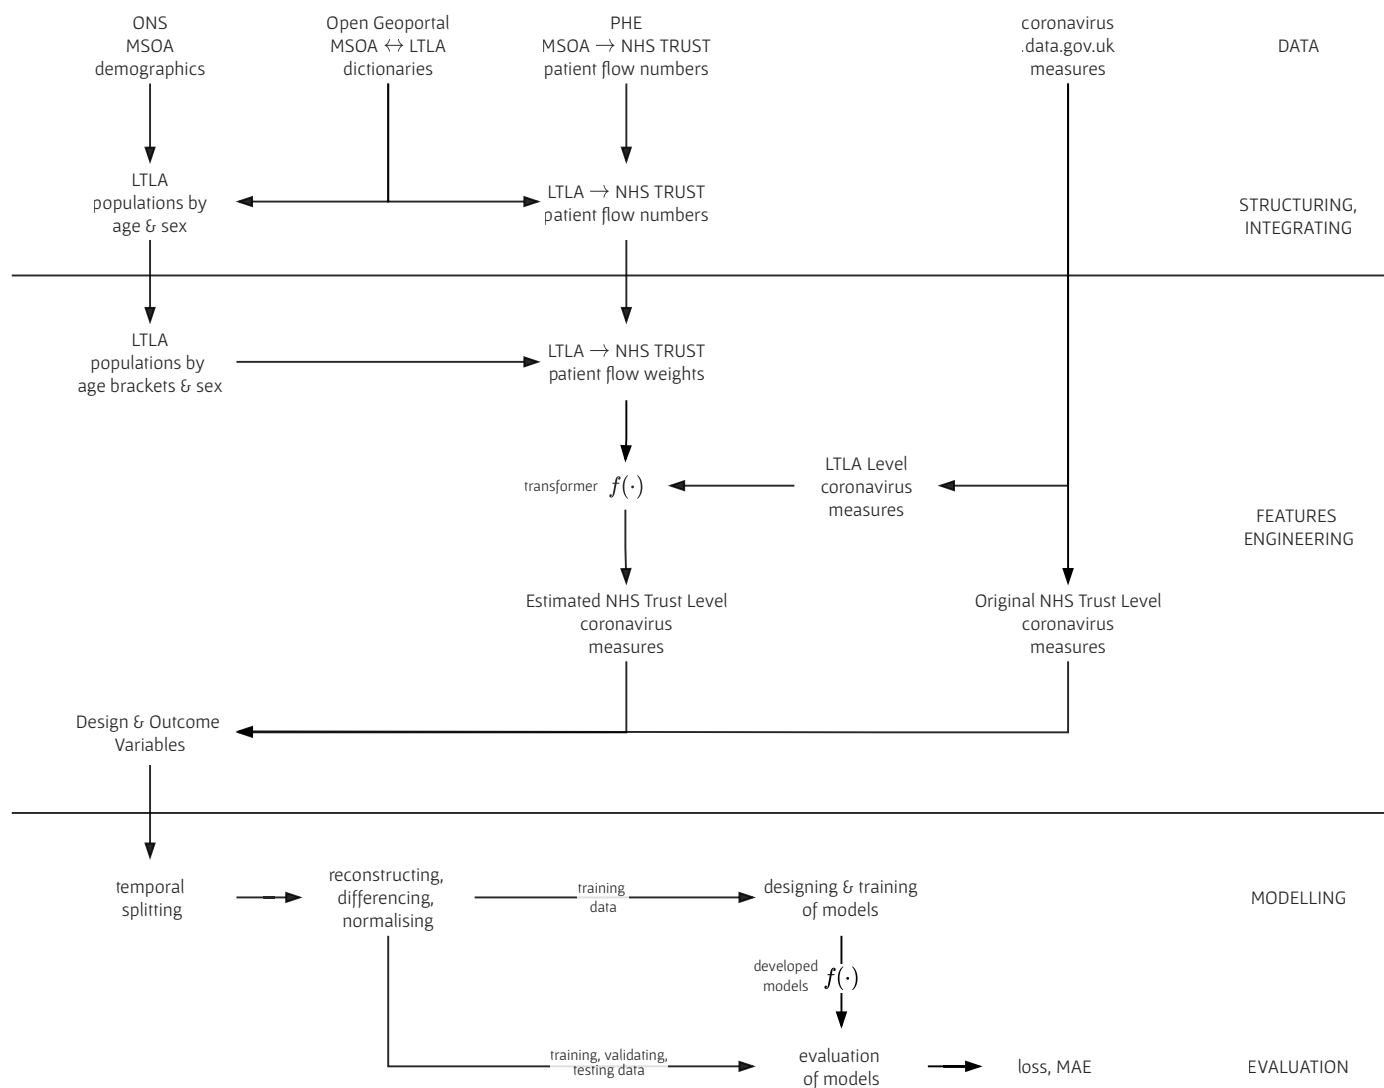 ONS
MSOA
demographics
Open Geoportal
MSOA ↔ LTLA
dictionaries
PHE
MSOA → NHS TRUST
patient flow numbers
coronavirus
.data.gov.uk
measures
DATA
LTLA
populations by
age & sex
LTLA → NHS TRUST
patient flow numbers
STRUCTURING,
INTEGRATING
LTLA
populations by
age brackets & sex
LTLA → NHS TRUST
patient flow weights
transformer f(·)
LTLA Level
coronavirus
measures
FEATURES
ENGINEERING
Estimated NHS Trust Level
coronavirus
measures
Original NHS Trust Level
coronavirus
measures
Design & Outcome
Variables
temporal
splitting
reconstructing,
differencing,
normalising
training
data
designing & training
of models
MODELLING
developed
models
f(·)
training, validating,
testing data
evaluation
of models
loss, MAE
EVALUATION